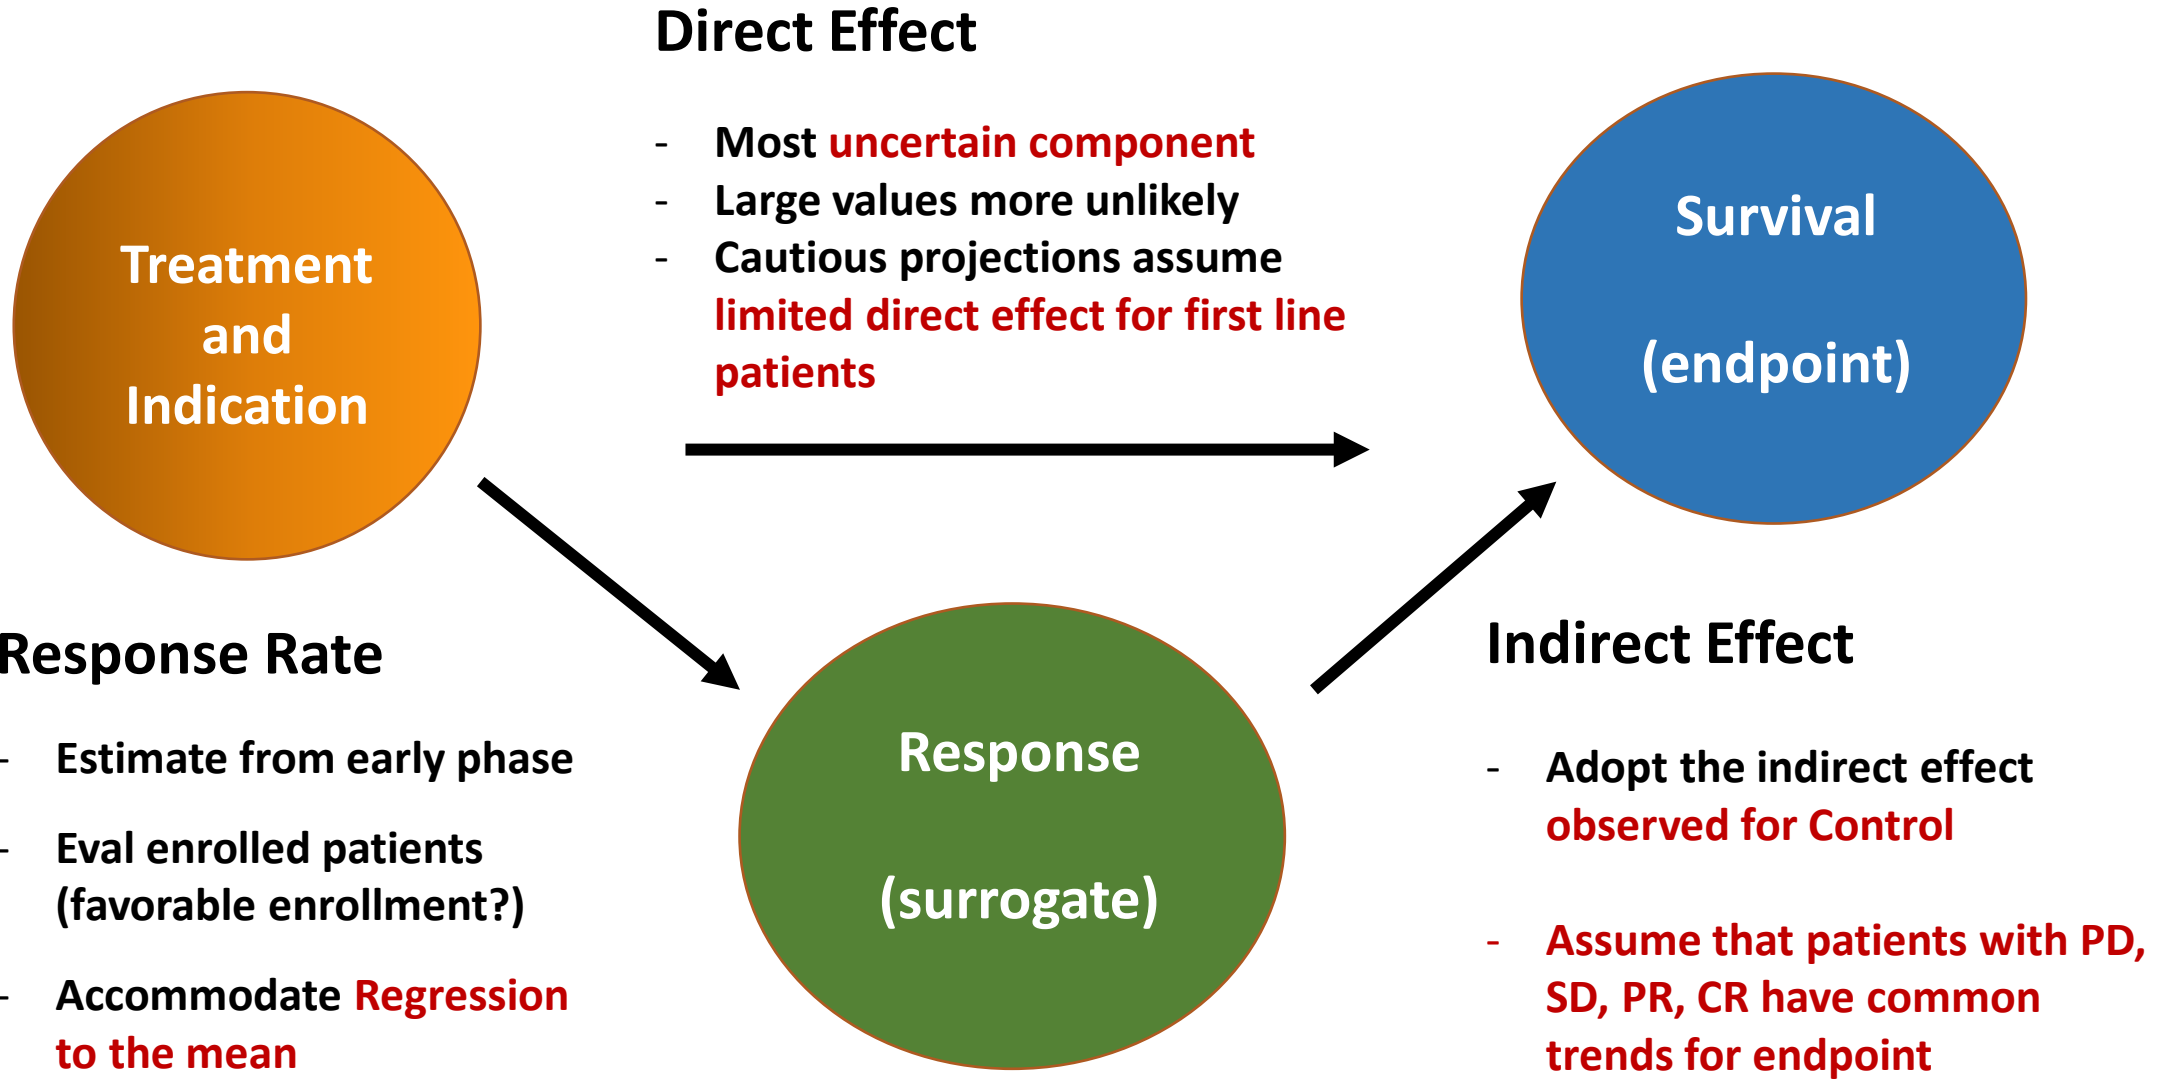 Direct Effect
- Most uncertain component
- Large values more unlikely
- Cautious projections assume
limited direct effect for first line
patients
Treatment
and
Indication
Survival
(endpoint)
Response Rate
- Estimate from early phase
- Eval enrolled patients
(favorable enrollment?)
- Accommodate Regression
to the mean
Response
(surrogate)
Indirect Effect
- Adopt the indirect effect
observed for Control
- Assume that patients with PD,
SD, PR, CR have common
trends for endpoint